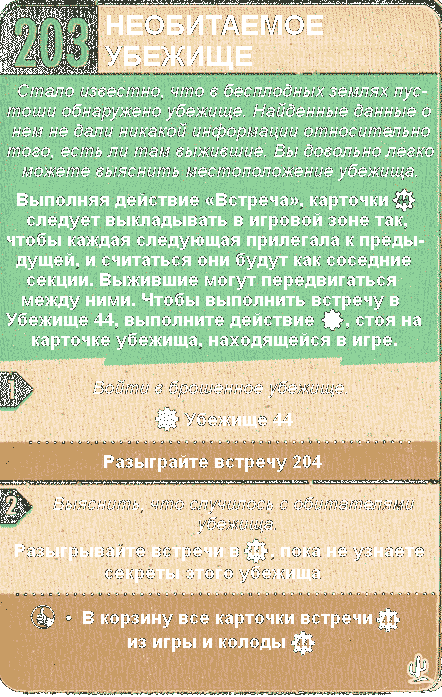 203
НЕОБИТАЕМОЕ
УБЕЖИЩЕ
Стало известно, что в бесплодных землях пус-
тоши обнаружено убежище. Найденные данные о
нем не дали никакой информации относительно
того, есть ли там выжившие. Вы довольно легко
можете выяснить местоположение убежища.
Выполняя действие «Встреча», карточки 44
следует выкладывать в игровой зоне так,
чтобы каждая следующая прилегала к преды-
дущей, и считаться они будут как соседние
секции. Выжившие могут передвигаться
между ними. Чтобы выполнить встречу в
Убежище 44, выполните действие , стоя на
карточке убежища, находящейся в игре.
1
Войти в брошенное убежище.
Убежище 44
Разыграйте встречу 204
2
Выяснить, что случилось с обитателями
убежища.
Разыгрывайте встречи в 44, пока не узнаете
секреты этого убежища
• В корзину все карточки встречи 44
из игры и колоды 44